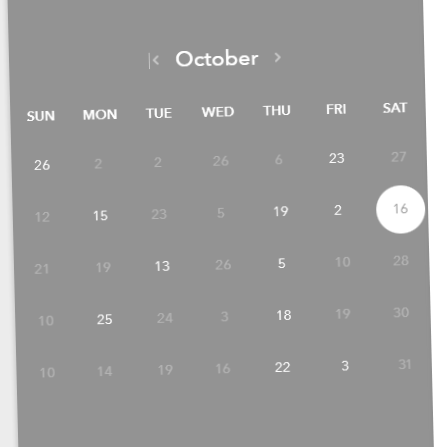 |‹ October ›
SUN MON TUE WED THU FRI SAT
26 2 2 26 6 23 27
12 15 23 5 19 2 16
21 19 13 26 5 10 28
10 25 24 3 18 19 30
10 14 19 16 22 3 31